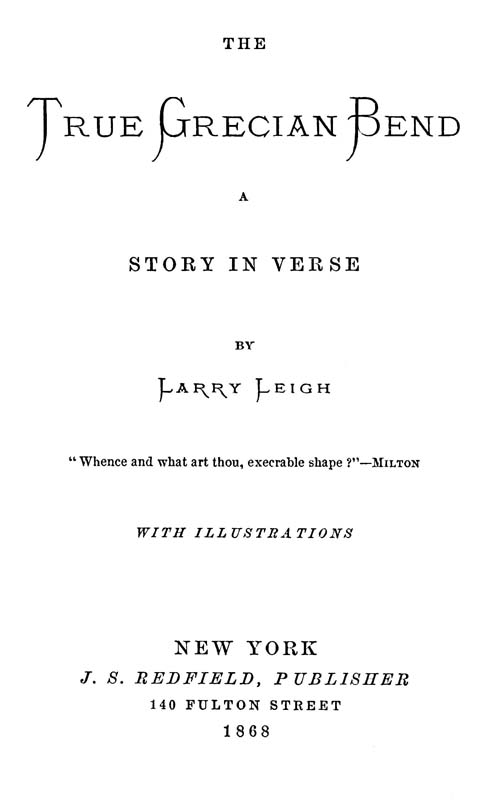 THE
TRUE GRECIAN BEND
A
STORY IN VERSE
BY
LARRY LEIGH
“Whence and what art thou, execrable shape?”—MILTON
WITH ILLUSTRATIONS
NEW YORK
J. S. REDFIELD, PUBLISHER
140 FULTON STREET
1868